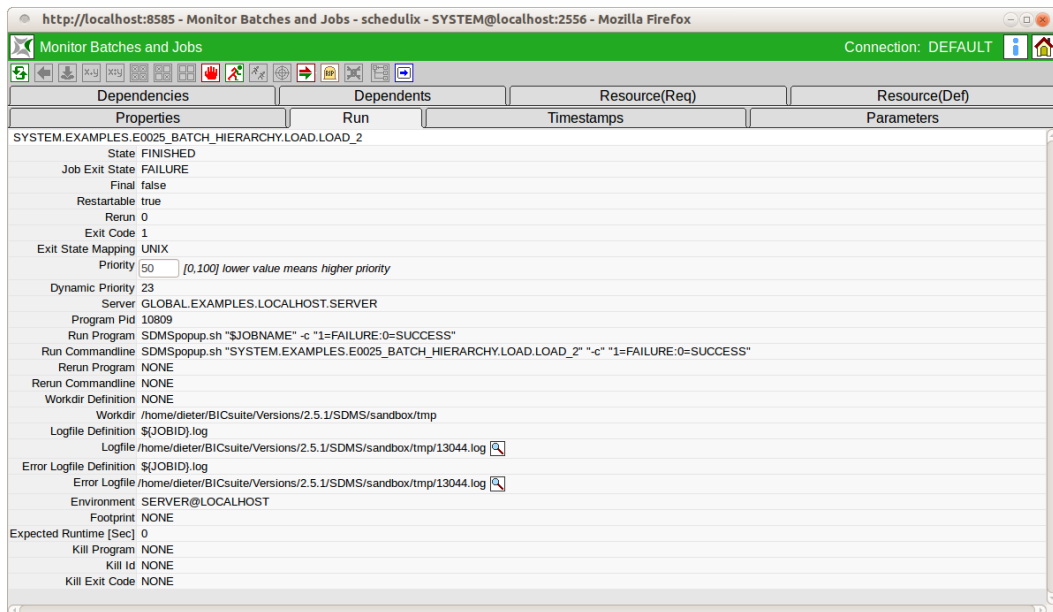 http://localhost:8585 - Monitor Batches and Jobs - schedulix - SYSTEM@localhost:2556 - Mozilla Firefox
Monitor Batches and Jobs Connection: DEFAULT
x,y x|y RIP
Dependencies Dependents Resource(Req) Resource(Def)
Properties Run Timestamps Parameters
SYSTEM.EXAMPLES.E0025_BATCH_HIERARCHY.LOAD.LOAD_2
State FINISHED
Job Exit State FAILURE
Final false
Restartable true
Rerun 0
Exit Code 1
Exit State Mapping UNIX
Priority 50 [0,100] lower value means higher priority
Dynamic Priority 23
Server GLOBAL.EXAMPLES.LOCALHOST.SERVER
Program Pid 10809
Run Program SDMSpopup.sh "$JOBNAME" -c "1=FAILURE:0=SUCCESS"
Run Commandline SDMSpopup.sh "SYSTEM.EXAMPLES.E0025_BATCH_HIERARCHY.LOAD.LOAD_2" "-c" "1=FAILURE:0=SUCCESS"
Rerun Program NONE
Rerun Commandline NONE
Workdir Definition NONE
Workdir /home/dieter/BICsuite/Versions/2.5.1/SDMS/sandbox/tmp
Logfile Definition ${JOBID}.log
Logfile /home/dieter/BICsuite/Versions/2.5.1/SDMS/sandbox/tmp/13044.log
Error Logfile Definition ${JOBID}.log
Error Logfile /home/dieter/BICsuite/Versions/2.5.1/SDMS/sandbox/tmp/13044.log
Environment SERVER@LOCALHOST
Footprint NONE
Expected Runtime [Sec] 0
Kill Program NONE
Kill Id NONE
Kill Exit Code NONE